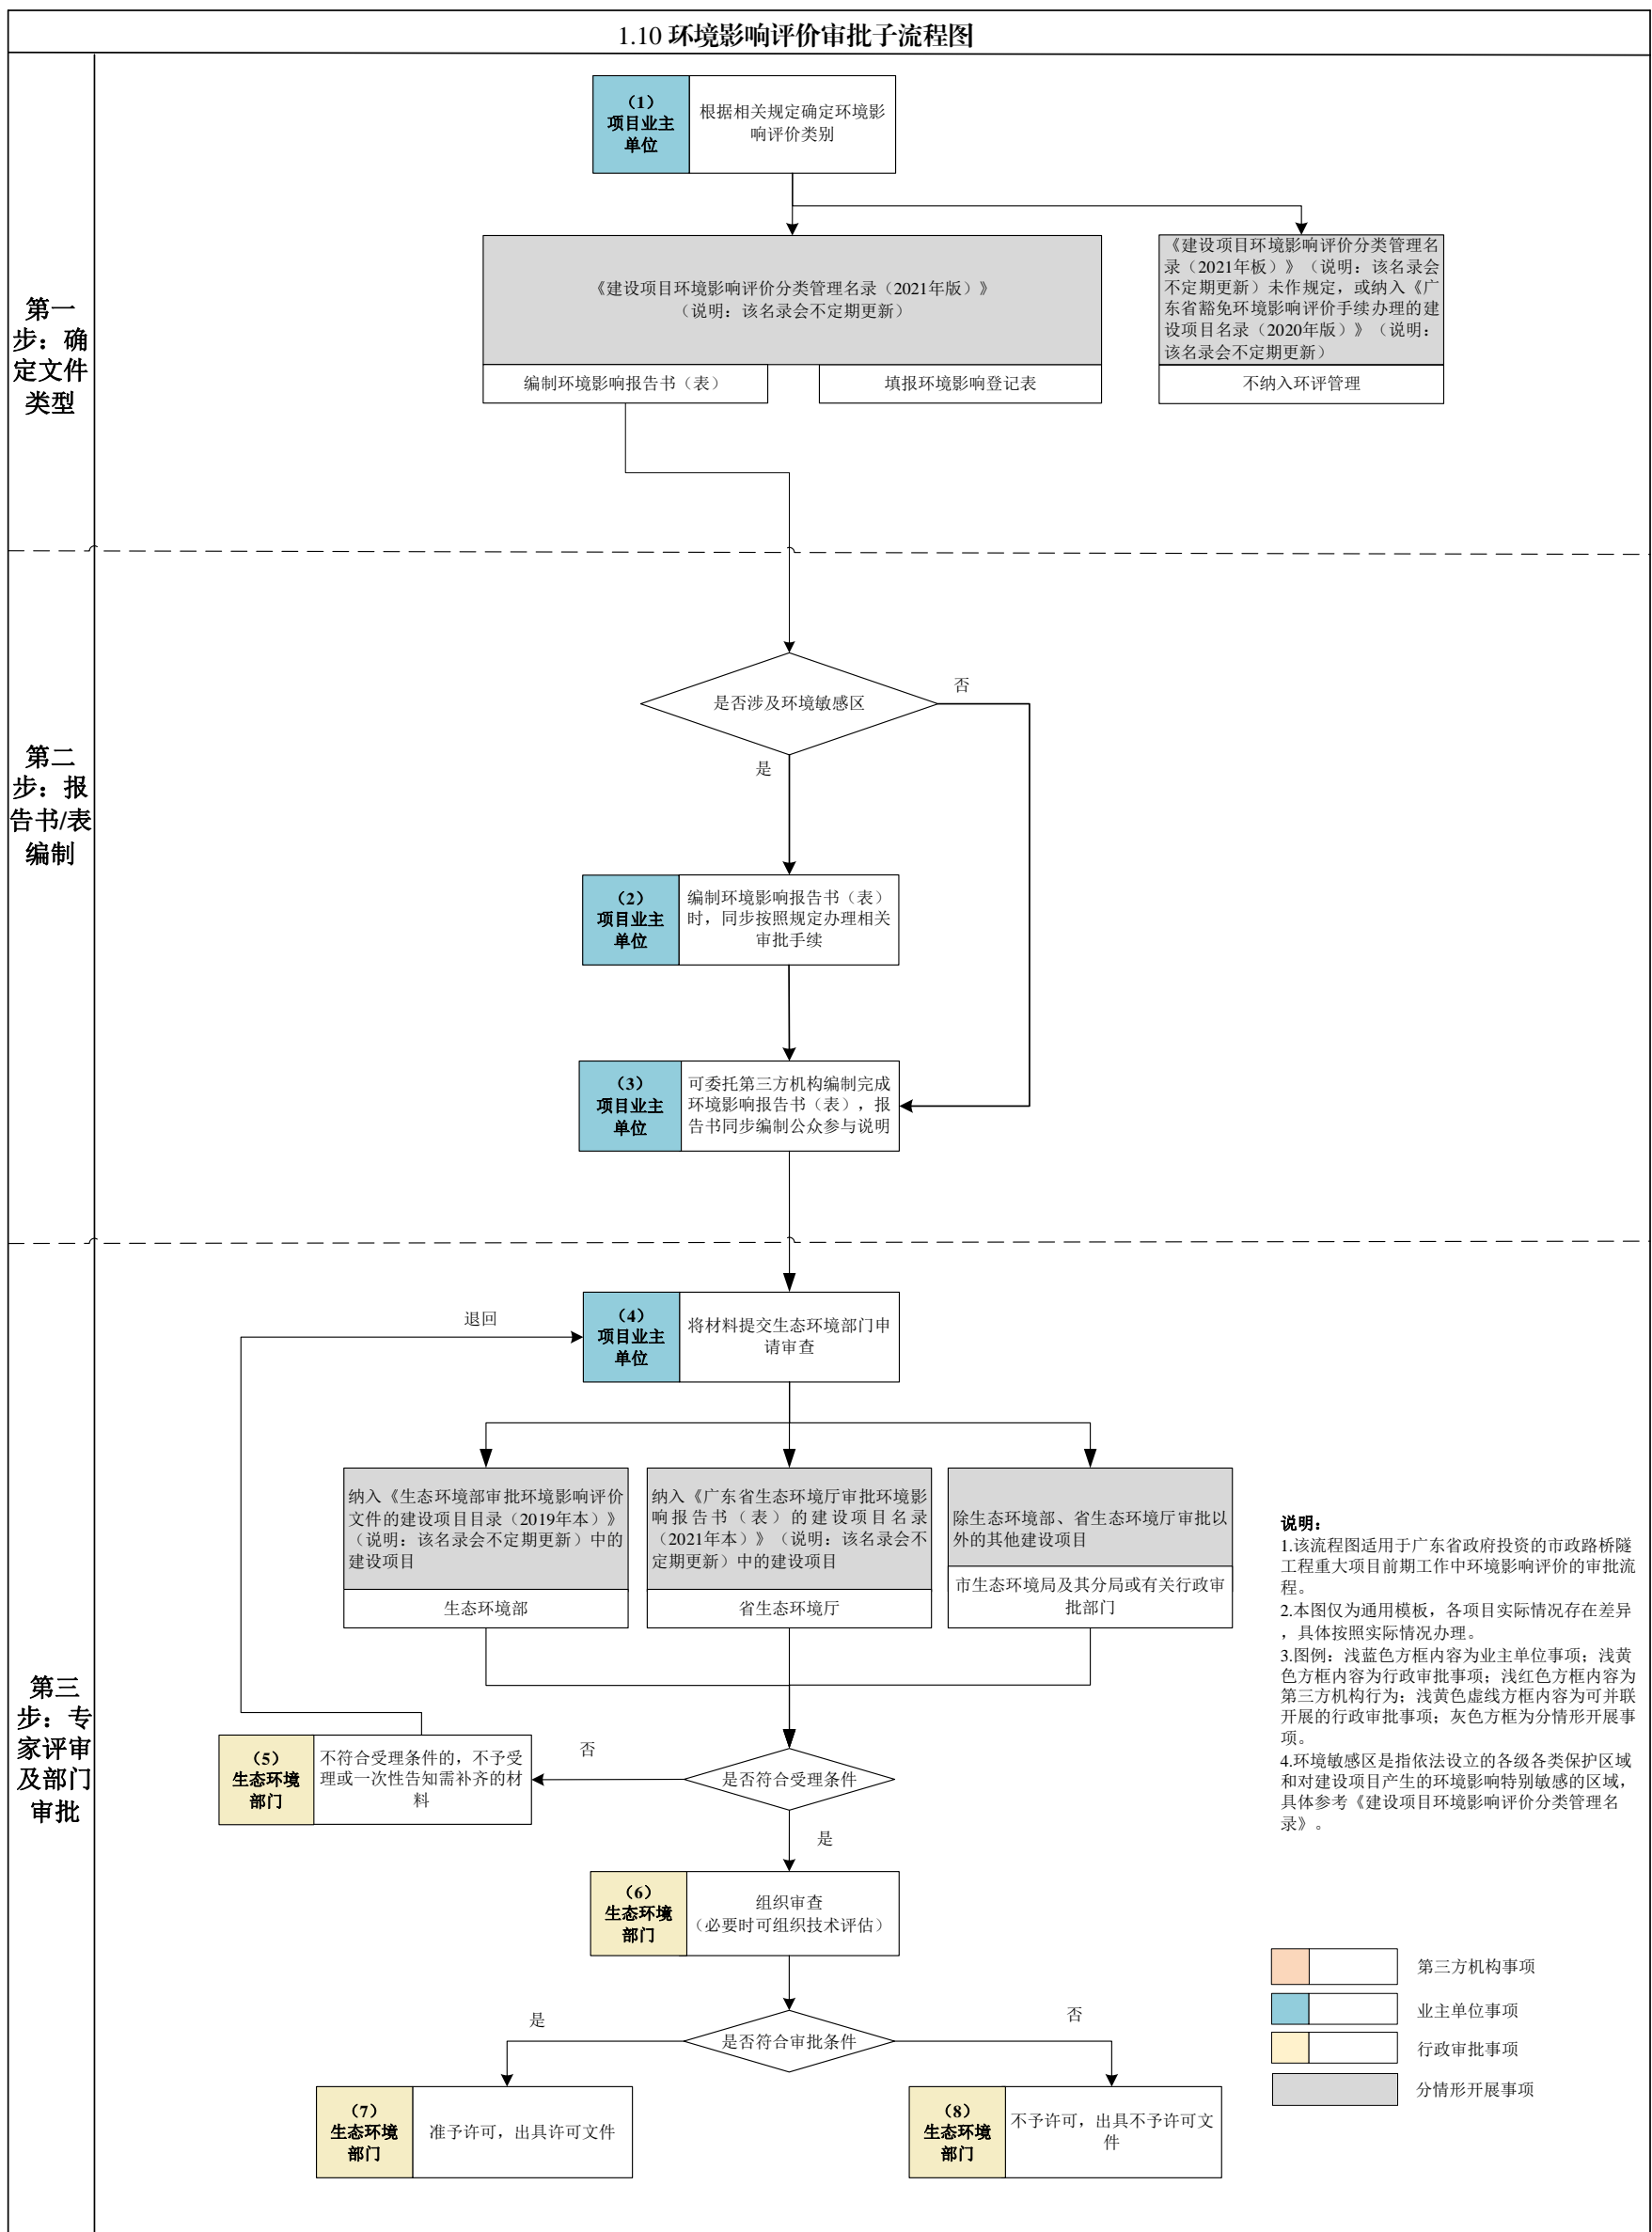 1.10 环境影响评价审批子流程图
第一
步：确
定文件
类型
（1）
项目业主
单位
根据相关规定确定环境影
响评价类别
《建设项目环境影响评价分类管理名录（2021年版）》
（说明：该名录会不定期更新）
编制环境影响报告书（表）
填报环境影响登记表
《建设项目环境影响评价分类管理名
录（2021年板）》（说明：该名录会
不定期更新）未作规定，或纳入《广
东省豁免环境影响评价手续办理的建
设项目名录（2020年版）》（说明：
该名录会不定期更新）
不纳入环评管理
第二
步：报
告书/表
编制
是否涉及环境敏感区
否
是
（2）
项目业主
单位
编制环境影响报告书（表）
时，同步按照规定办理相关
审批手续
（3）
项目业主
单位
可委托第三方机构编制完成
环境影响报告书（表），报
告书同步编制公众参与说明
第三
步：专
家评审
及部门
审批
退回
（4）
项目业主
单位
将材料提交生态环境部门申
请审查
纳入《生态环境部审批环境影响评价
文件的建设项目目录（2019年本）》
（说明：该名录会不定期更新）中的
建设项目
生态环境部
纳入《广东省生态环境厅审批环境影
响报告书（表）的建设项目名录
（2021年本）》（说明：该名录会不
定期更新）中的建设项目
省生态环境厅
除生态环境部、省生态环境厅审批以
外的其他建设项目
市生态环境局及其分局或有关行政审
批部门
（5）
生态环境
部门
不符合受理条件的，不予受
理或一次性告知需补齐的材
料
否
是否符合受理条件
是
（6）
生态环境
部门
组织审查
（必要时可组织技术评估）
是
是否符合审批条件
否
（7）
生态环境
部门
准予许可，出具许可文件
（8）
生态环境
部门
不予许可，出具不予许可文
件
说明：
1.该流程图适用于广东省政府投资的市政路桥隧
工程重大项目前期工作中环境影响评价的审批流
程。
2.本图仅为通用模板，各项目实际情况存在差异
，具体按照实际情况办理。
3.图例：浅蓝色方框内容为业主单位事项；浅黄
色方框内容为行政审批事项；浅红色方框内容为
第三方机构行为；浅黄色虚线方框内容为可并联
开展的行政审批事项；灰色方框为分情形开展事
项。
4.环境敏感区是指依法设立的各级各类保护区域
和对建设项目产生的环境影响特别敏感的区域，
具体参考《建设项目环境影响评价分类管理名
录》。
第三方机构事项
业主单位事项
行政审批事项
分情形开展事项